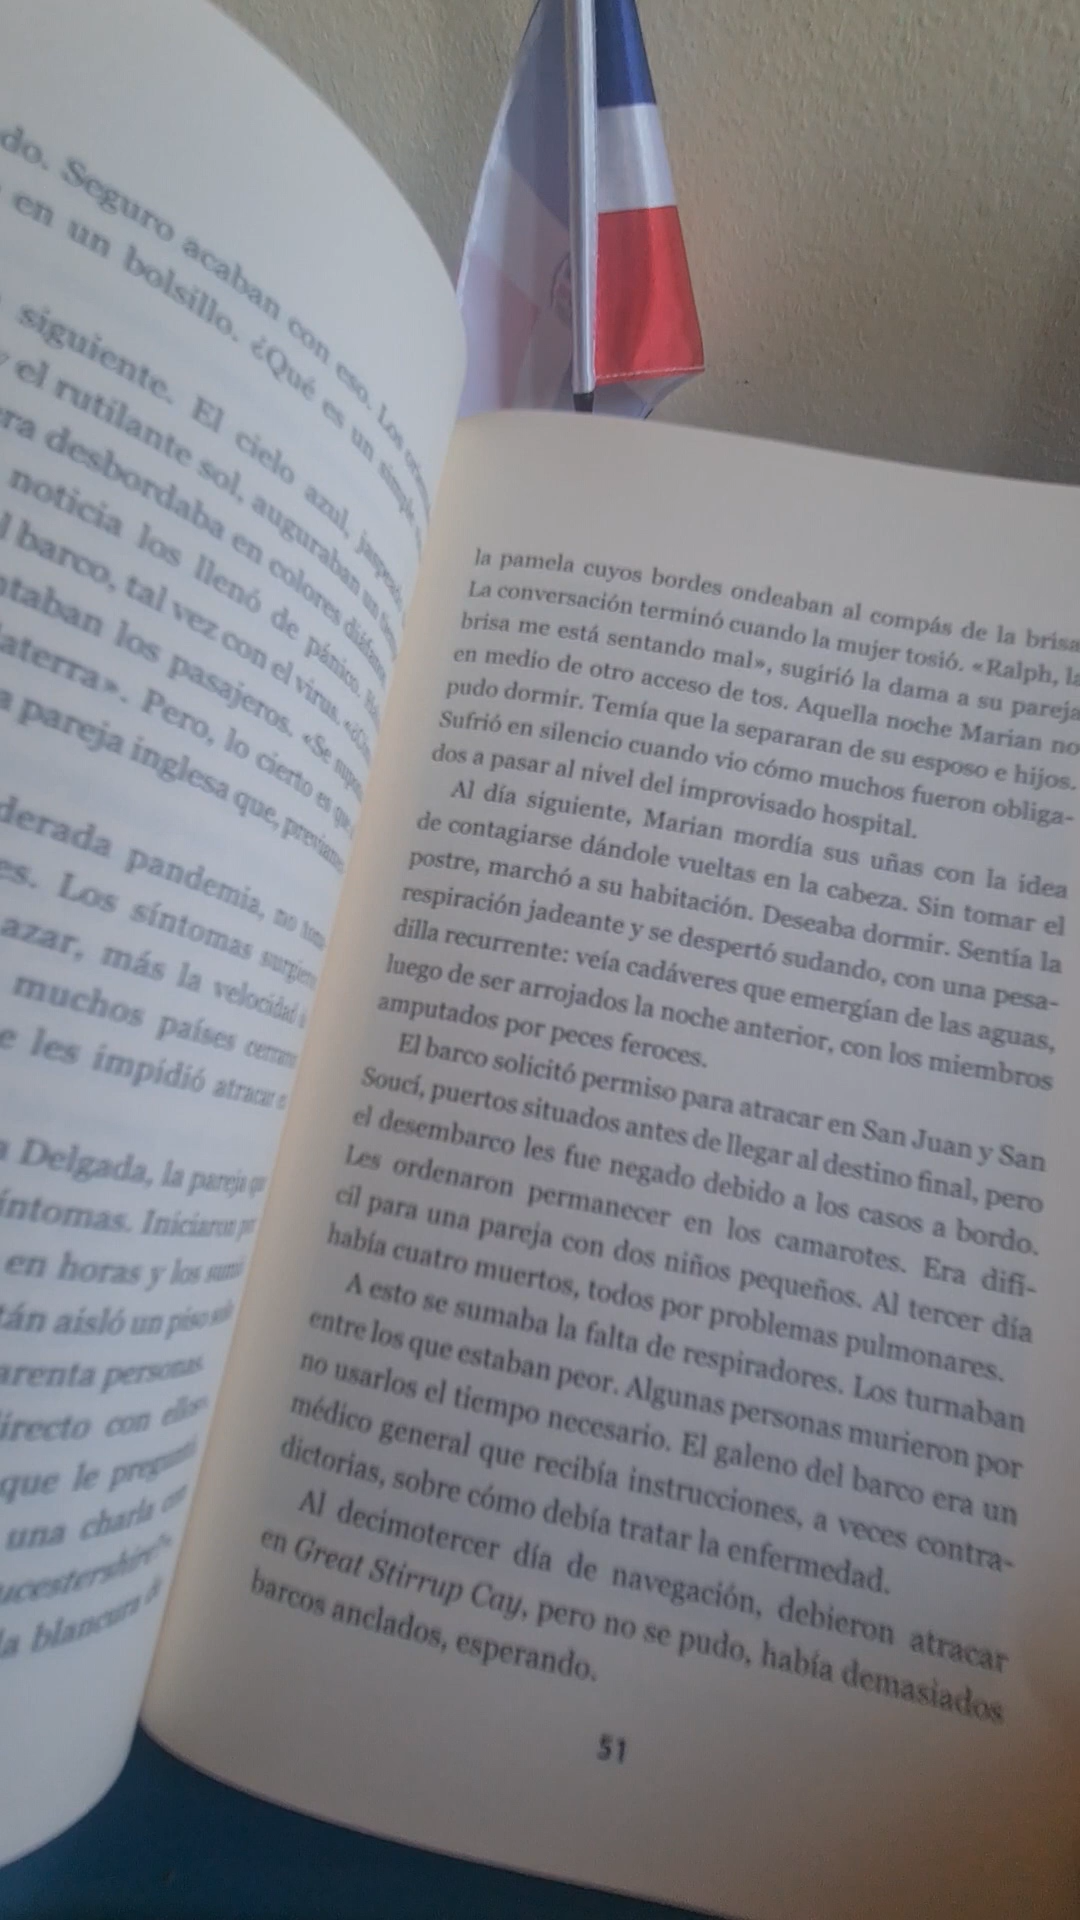 do. Seguro acaban con eso. Los
en un bolsillo. ¿Qué es un simple
siguiente. El cielo azul,
y el rutilante sol, auguraban un
era desbordaba en colores
noticia los llenó de pánico.
barco, tal vez con el virus.
ntaban los pasajeros. «Se
laterra». Pero, lo cierto es que
a pareja inglesa que,
derada pandemia, no
es. Los síntomas
azar, más la velocidad
muchos países
e les impidió atracar
a Delgada, la pareja
íntomas. Iniciaron
en horas y los
tán aisló un piso
arenta personas
directo con ellos
que le
una charla con
ucestershire?»
la blancura de
la pamela cuyos bordes ondeaban al compás de la brisa
La conversación terminó cuando la mujer tosió. «Ralph, la
brisa me está sentando mal», sugirió la dama a su pareja
en medio de otro acceso de tos. Aquella noche Marian no
pudo dormir. Temía que la separaran de su esposo e hijos.
Sufrió en silencio cuando vio cómo muchos fueron obliga-
dos a pasar al nivel del improvisado hospital.
Al día siguiente, Marian mordía sus uñas con la idea
de contagiarse dándole vueltas en la cabeza. Sin tomar el
postre, marchó a su habitación. Deseaba dormir. Sentía la
respiración jadeante y se despertó sudando, con una pesa-
dilla recurrente: veía cadáveres que emergían de las aguas,
luego de ser arrojados la noche anterior, con los miembros
amputados por peces feroces.
El barco solicitó permiso para atracar en San Juan y San
Soucí, puertos situados antes de llegar al destino final, pero
el desembarco les fue negado debido a los casos a bordo.
Les ordenaron permanecer en los camarotes. Era difí-
cil para una pareja con dos niños pequeños. Al tercer día
había cuatro muertos, todos por problemas pulmonares.
A esto se sumaba la falta de respiradores. Los turnaban
entre los que estaban peor. Algunas personas murieron por
no usarlos el tiempo necesario. El galeno del barco era un
médico general que recibía instrucciones, a veces contra-
dictorias, sobre cómo debía tratar la enfermedad.
Al decimotercer día de navegación, debieron atracar
en Great Stirrup Cay, pero no se pudo, había demasiados
barcos anclados, esperando.
51